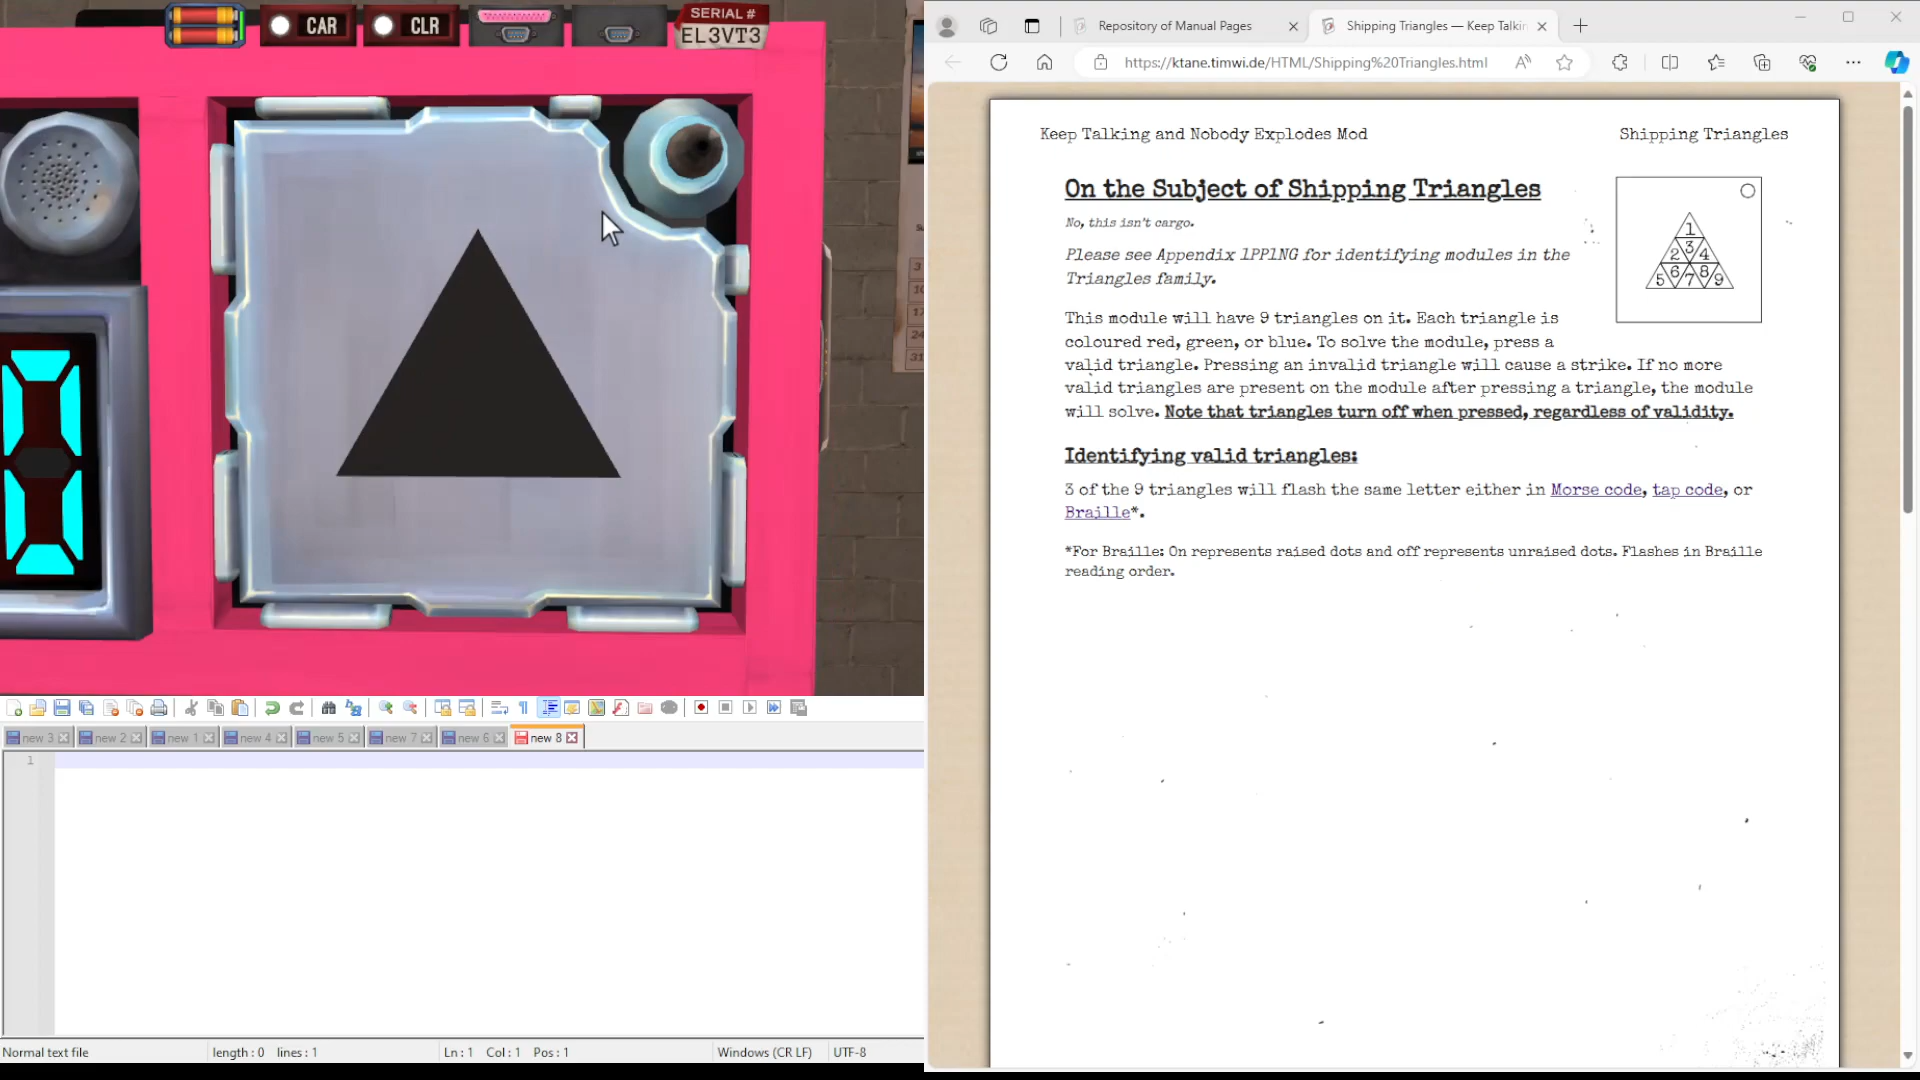 CAR
CLR
SERIAL #
EL3VT3
Repository of Manual Pages
Shipping Triangles — Keep Talkin
https://ktane.timwi.de/HTML/Shipping%20Triangles.html
Keep Talking and Nobody Explodes Mod
Shipping Triangles
On the Subject of Shipping Triangles
No, this isn't cargo.
Please see Appendix 1PP1NG for identifying modules in the
Triangles family.
This module will have 9 triangles on it. Each triangle is
coloured red, green, or blue. To solve the module, press a
valid triangle. Pressing an invalid triangle will cause a strike. If no more
valid triangles are present on the module after pressing a triangle, the module
will solve. Note that triangles turn off when pressed, regardless of validity.
1
3
2 4
6 8
5 7 9
Identifying valid triangles:
3 of the 9 triangles will flash the same letter either in Morse code, tap code, or
Braille*.
*For Braille: On represents raised dots and off represents unraised dots. Flashes in Braille
reading order.
0
new 3
new 2
new 1
new 4
new 5
new 7
new 6
new 8
1
Normal text file
length : 0 lines : 1
Ln : 1 Col : 1 Pos : 1
Windows (CR LF)
UTF-8